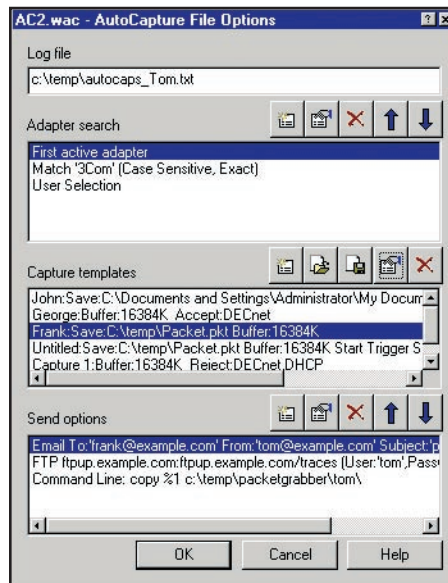 AC2.wac - AutoCapture File Options
Log file
c:\temp\autocaps_Tom.txt
Adapter search
First active adapter
Match '3Com' (Case Sensitive, Exact)
User Selection
Capture templates
John:Save:C:\Documents and Settings\Administrator\My Docum
George:Buffer:16384K Accept:DECnet
Frank:Save:C:\temp\Packet.pkt Buffer:16384K
Untitled:Save:C:\temp\Packet.pkt Buffer:16384K Start Trigger S
Capture 1:Buffer:16384K Reject:DECnet,DHCP
Send options
Email To:'frank@example.com' From:'tom@example.com' Subject:'p
FTP ftpup.example.com:ftpup.example.com/traces (User:'tom',Pass
Command Line: copy %1 c:\temp\packetgrabber\tom\
OK Cancel Help